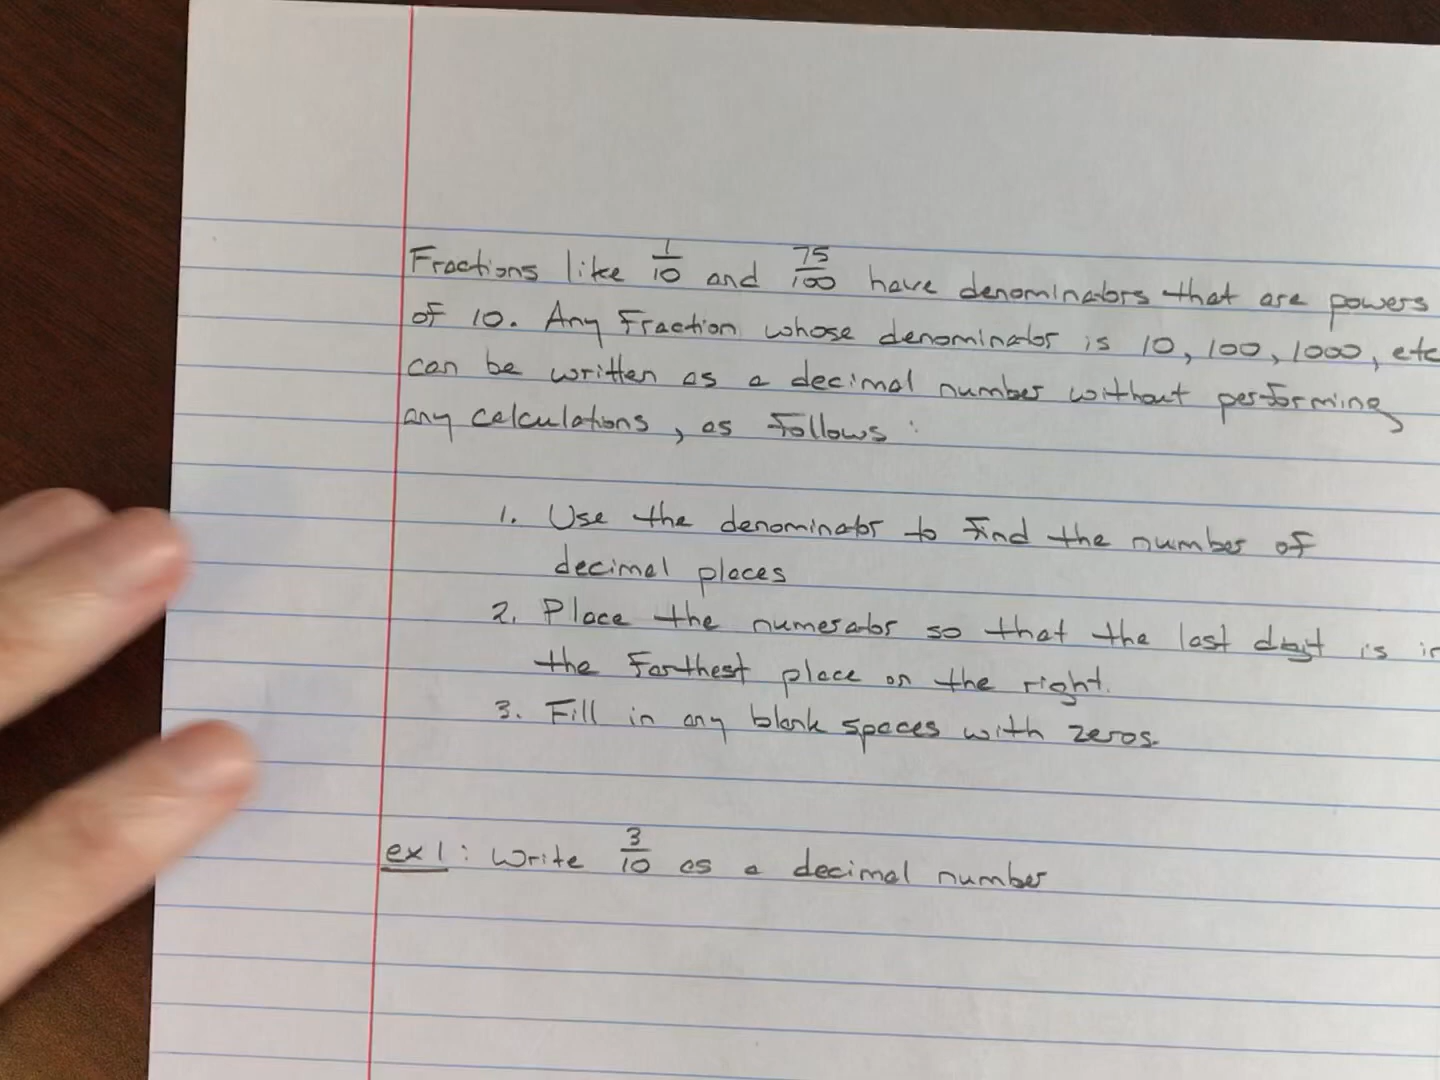 Fractions like 1/10 and 75/100 have denominators that are powers
of 10. Any fraction whose denominator is 10, 100, 1000, etc
can be written as a decimal number without performing
any calculations, as follows:
1. Use the denominator to find the number of
decimal places
2. Place the numerator so that the last digit is in
the farthest place on the right.
3. Fill in any blank spaces with zeros.
ex 1: Write 3/10 as a decimal number